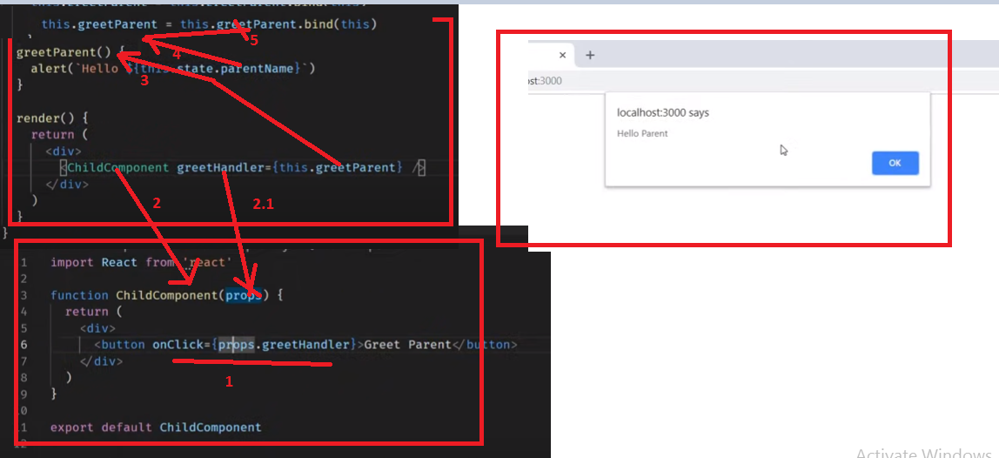 this.greetParent = this.greetParent.bind(this)
5
greetParent() {
4
alert(`Hello ${this.state.parentName}`)
3
}
render() {
return (
<div>
<ChildComponent greetHandler={this.greetParent} />
</div>
2
2.1
)
}
}
1 import React from 'react'
2
3 function ChildComponent(props) {
4 return (
5 <div>
6 <button onClick={props.greetHandler}>Greet Parent</button>
7 </div>
1
8 )
9 }
10
11 export default ChildComponent
12
× +
ost:3000
localhost:3000 says
Hello Parent
OK
Activate Windows